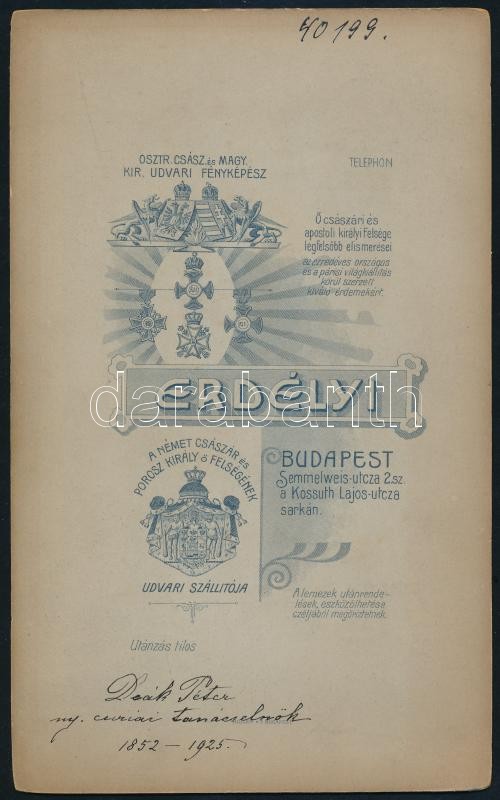 40199.
OSZTR. CSÁSZ. és MAGY.
KIR. UDVARI FÉNYKÉPÉSZ
TELEPHON
Ő császári és
apostoli királyi Felsége
legfelsőbb elismerései
az ezredéves országos
és a párisi világkiállítás
körül szerzett
kiváló érdemekért.
ERDÉLYI
darabanth
A NÉMET CSÁSZÁR és
POROSZ KIRÁLY ő FELSÉGÉNEK
UDVARI SZÁLLITÓJA
BUDAPEST
Semmelweis-utcza 2.sz.
a Kossuth Lajos-utcza
sarkán.
A lemezek utánrende-
lések, eszközölhetése
czéljából megőriztetnek.
Utánzás tilos
Deák Péter
ny. curiai tanácselnök
1852 – 1925.